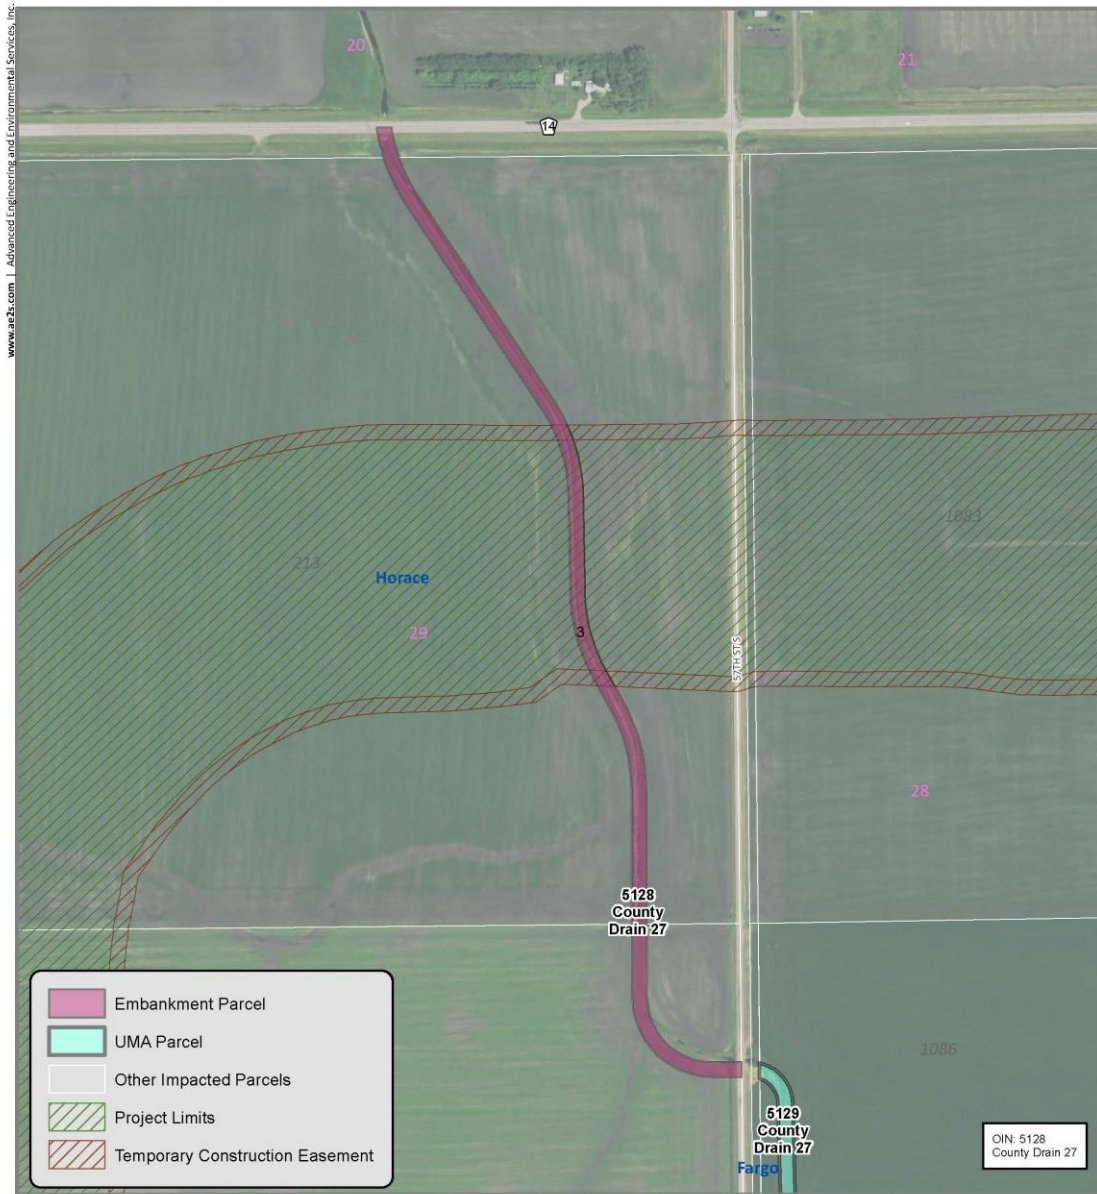 www.ae2s.com | Advanced Engineering and Environmental Services, Inc.
20
21
14
1083
213
Horace
29
3
57TH ST S
28
5128
County
Drain 27
1086
5129
County
Drain 27
Fargo
Embankment Parcel
UMA Parcel
Other Impacted Parcels
Project Limits
Temporary Construction Easement
OIN: 5128
County Drain 27